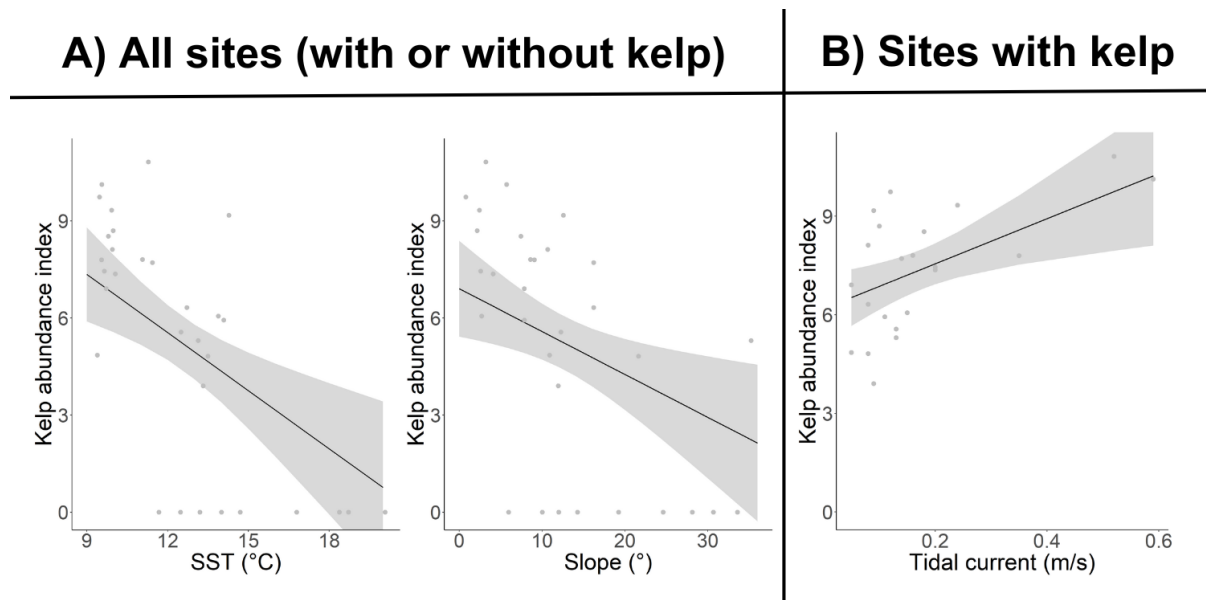 A) All sites (with or without kelp)
B) Sites with kelp
Kelp abundance index
9
6
3
0
9
12
15
18
SST (°C)
Kelp abundance index
9
6
3
0
0
10
20
30
Slope (°)
Kelp abundance index
9
6
3
0
0.2
0.4
0.6
Tidal current (m/s)